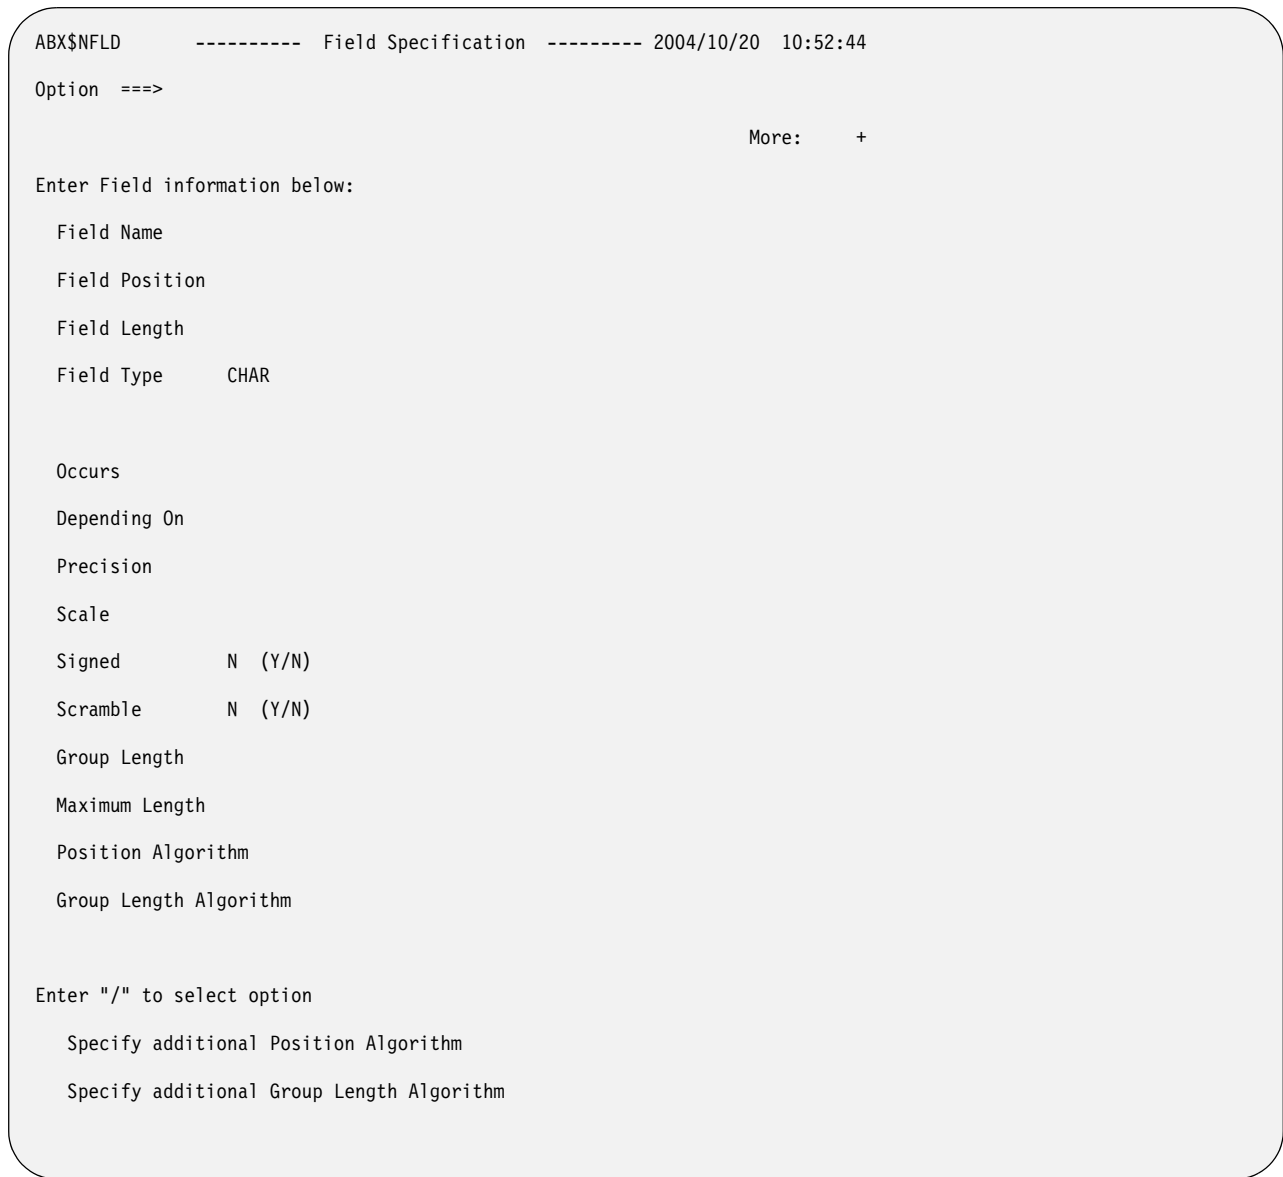 ABX$NFLD ---------- Field Specification --------- 2004/10/20 10:52:44
Option ===>
More: +
Enter Field information below:
Field Name
Field Position
Field Length
Field Type CHAR
Occurs
Depending On
Precision
Scale
Signed N (Y/N)
Scramble N (Y/N)
Group Length
Maximum Length
Position Algorithm
Group Length Algorithm
Enter "/" to select option
Specify additional Position Algorithm
Specify additional Group Length Algorithm